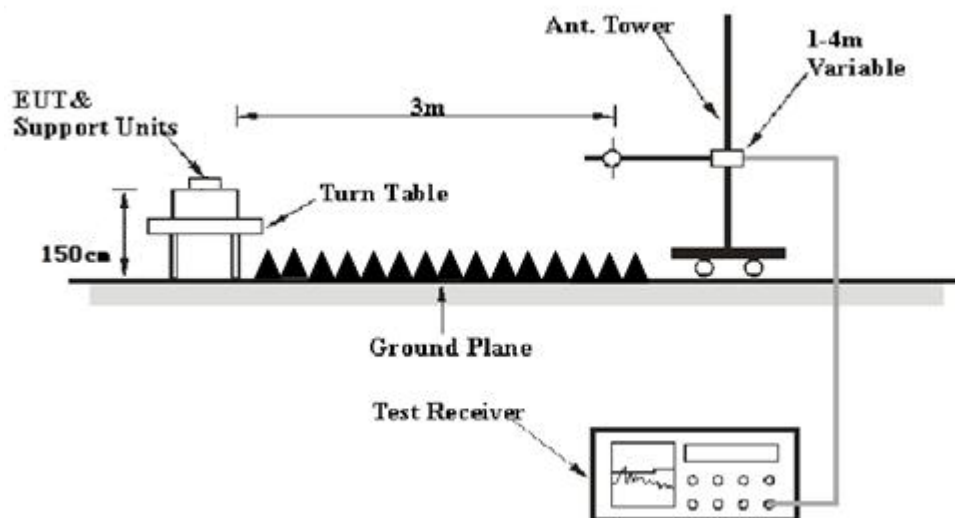 Ant. Tower
1-4m
Variable
EUT&
Support Units
3m
Turn Table
150cm
Ground Plane
Test Receiver